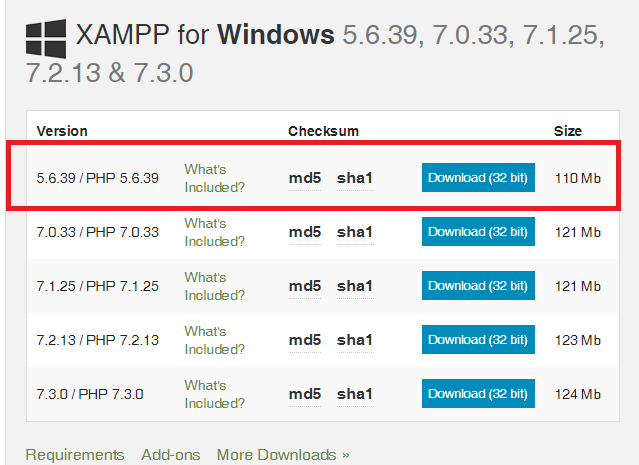 XAMPP for Windows 5.6.39, 7.0.33, 7.1.25,
7.2.13 & 7.3.0
Version Checksum Size
5.6.39 / PHP 5.6.39 What's Included? md5 sha1 Download (32 bit) 110 Mb
7.0.33 / PHP 7.0.33 What's Included? md5 sha1 Download (32 bit) 121 Mb
7.1.25 / PHP 7.1.25 What's Included? md5 sha1 Download (32 bit) 121 Mb
7.2.13 / PHP 7.2.13 What's Included? md5 sha1 Download (32 bit) 123 Mb
7.3.0 / PHP 7.3.0 What's Included? md5 sha1 Download (32 bit) 124 Mb
Requirements Add-ons More Downloads »